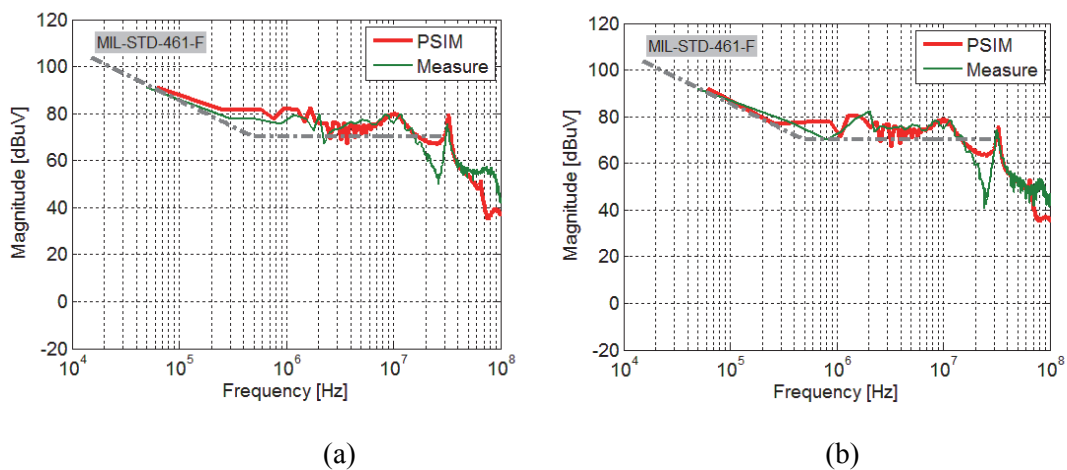 MIL-STD-461-F
PSIM
Measure
Magnitude [dBuV]
120
100
80
60
40
20
0
-20
10^4
10^5
10^6
10^7
10^8
Frequency [Hz]
(a)
MIL-STD-461-F
PSIM
Measure
Magnitude [dBuV]
120
100
80
60
40
20
0
-20
10^4
10^5
10^6
10^7
10^8
Frequency [Hz]
(b)